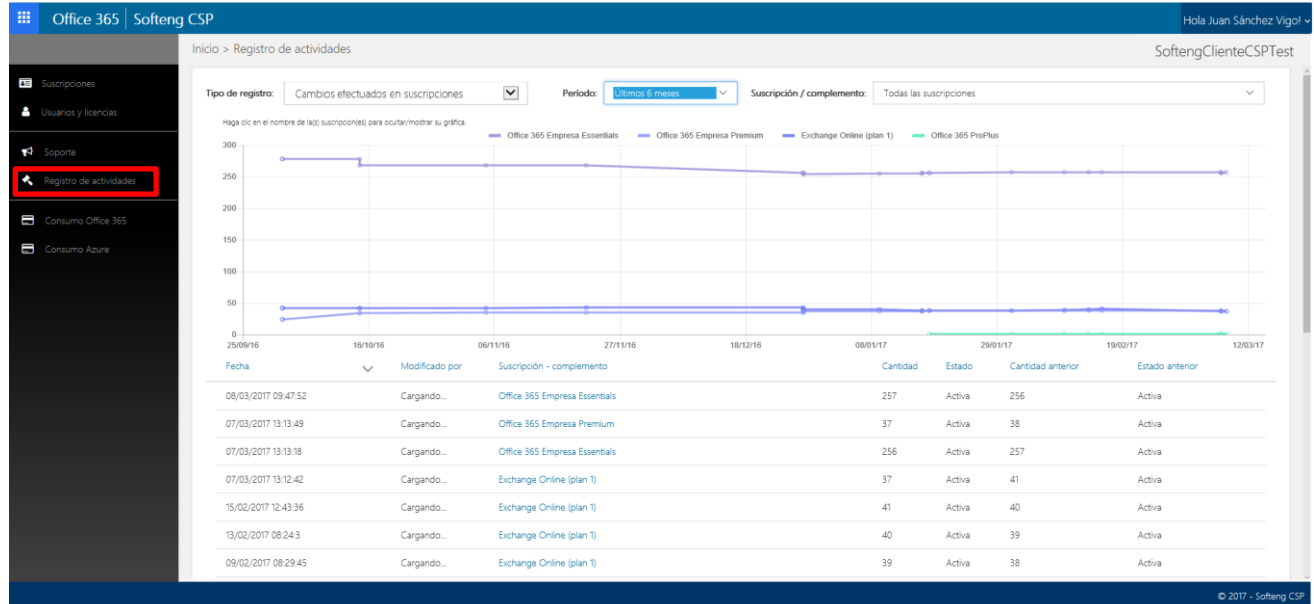 Office 365 Softeng CSP
Hola Juan Sánchez Vigo!
Inicio > Registro de actividades
SoftengClienteCSPTest
Suscripciones
Usuarios y licencias
Soporte
Registro de actividades
Consumo Office 365
Consumo Azure
Tipo de registro: Cambios efectuados en suscripciones Período: Últimos 6 meses Suscripción / complemento: Todas las suscripciones
Haga clic en el nombre de la(s) suscripcion(es) para ocultar/mostrar su gráfica.
Office 365 Empresa Essentials Office 365 Empresa Premium Exchange Online (plan 1) Office 365 ProPlus
300
250
200
150
100
50
0
25/09/16 16/10/16 06/11/16 27/11/16 18/12/16 08/01/17 29/01/17 19/02/17 12/03/17
Fecha Modificado por Suscripción - complemento Cantidad Estado Cantidad anterior Estado anterior
08/03/2017 09:47:52 Cargando... Office 365 Empresa Essentials 257 Activa 256 Activa
07/03/2017 13:13:49 Cargando... Office 365 Empresa Premium 37 Activa 38 Activa
07/03/2017 13:13:18 Cargando... Office 365 Empresa Essentials 256 Activa 257 Activa
07/03/2017 13:12:42 Cargando... Exchange Online (plan 1) 37 Activa 41 Activa
15/02/2017 12:43:36 Cargando... Exchange Online (plan 1) 41 Activa 40 Activa
13/02/2017 08:24:3 Cargando... Exchange Online (plan 1) 40 Activa 39 Activa
09/02/2017 08:29:45 Cargando... Exchange Online (plan 1) 39 Activa 38 Activa
© 2017 - Softeng CSP